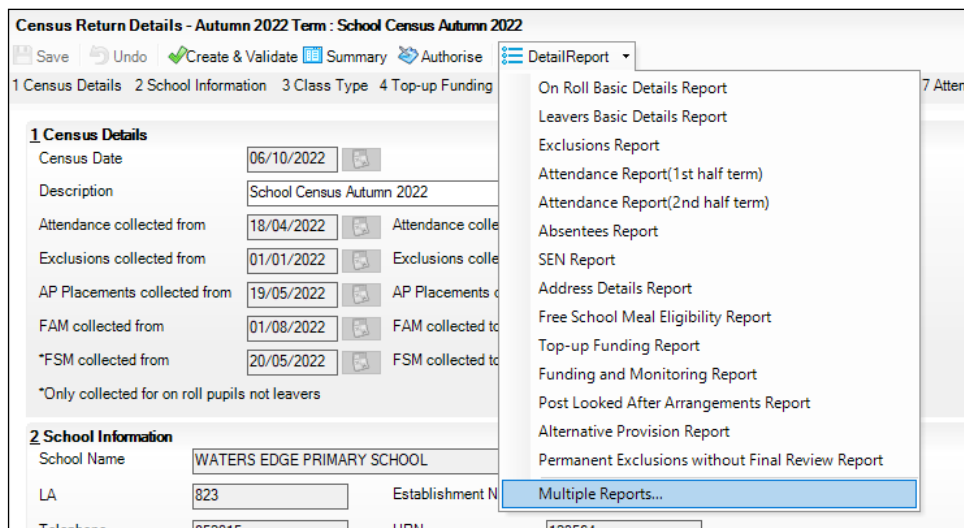 Census Return Details - Autumn 2022 Term : School Census Autumn 2022
Save Undo Create & Validate Summary Authorise DetailReport
1 Census Details 2 School Information 3 Class Type 4 Top-up Funding 7 Atten
On Roll Basic Details Report
Leavers Basic Details Report
Exclusions Report
Attendance Report(1st half term)
Attendance Report(2nd half term)
Absentees Report
SEN Report
Address Details Report
Free School Meal Eligibility Report
Top-up Funding Report
Funding and Monitoring Report
Post Looked After Arrangements Report
Alternative Provision Report
Permanent Exclusions without Final Review Report
Multiple Reports...
1 Census Details
Census Date 06/10/2022
Description School Census Autumn 2022
Attendance collected from 18/04/2022 Attendance colle
Exclusions collected from 01/01/2022 Exclusions colle
AP Placements collected from 19/05/2022 AP Placements c
FAM collected from 01/08/2022 FAM collected to
*FSM collected from 20/05/2022 FSM collected to
*Only collected for on roll pupils not leavers
2 School Information
School Name WATERS EDGE PRIMARY SCHOOL
LA 823 Establishment N